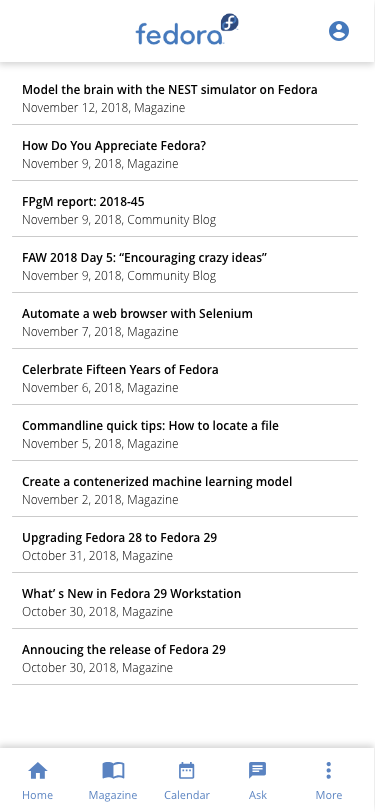 fedora
Model the brain with the NEST simulator on Fedora
November 12, 2018, Magazine
How Do You Appreciate Fedora?
November 9, 2018, Magazine
FPgM report: 2018-45
November 9, 2018, Community Blog
FAW 2018 Day 5: “Encouraging crazy ideas”
November 9, 2018, Community Blog
Automate a web browser with Selenium
November 7, 2018, Magazine
Celerbrate Fifteen Years of Fedora
November 6, 2018, Magazine
Commandline quick tips: How to locate a file
November 5, 2018, Magazine
Create a contenerized machine learning model
November 2, 2018, Magazine
Upgrading Fedora 28 to Fedora 29
October 31, 2018, Magazine
What’ s New in Fedora 29 Workstation
October 30, 2018, Magazine
Annoucing the release of Fedora 29
October 30, 2018, Magazine
Home Magazine Calendar Ask More